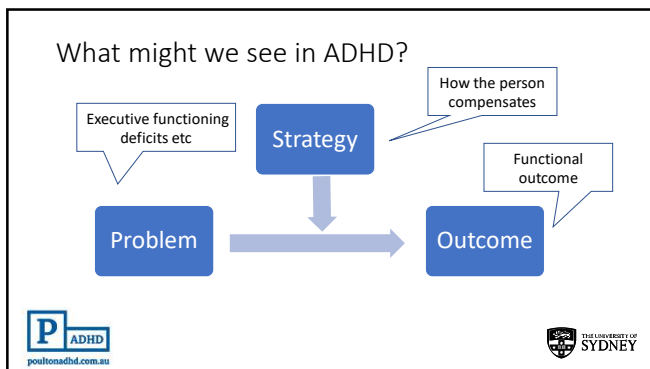 What might we see in ADHD?
How the person
compensates
Executive functioning
deficits etc
Strategy
Functional
outcome
Problem
Outcome
P ADHD
poultonadhd.com.au
THE UNIVERSITY OF
SYDNEY